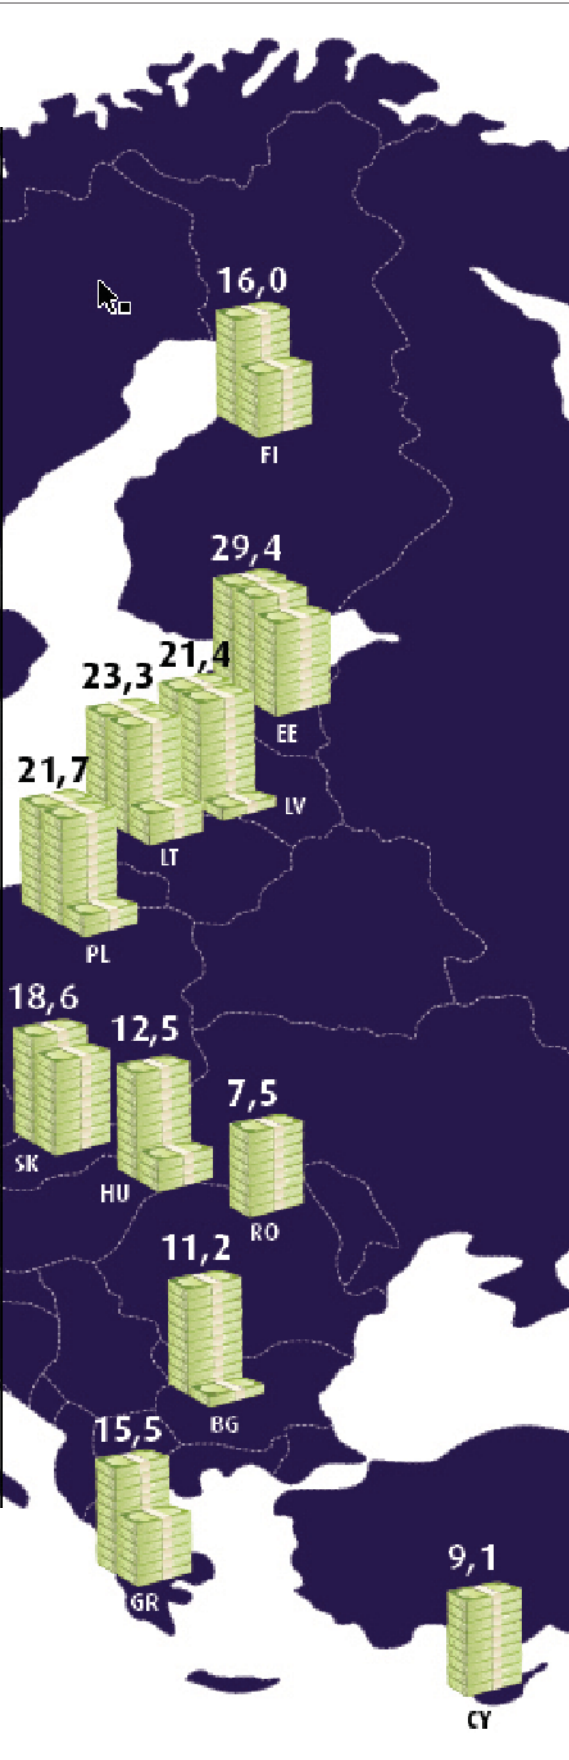 16,0
FI
29,4
EE
21,4
LV
23,3
LT
21,7
PL
18,6
SK
12,5
HU
7,5
RO
11,2
BG
15,5
GR
9,1
CY